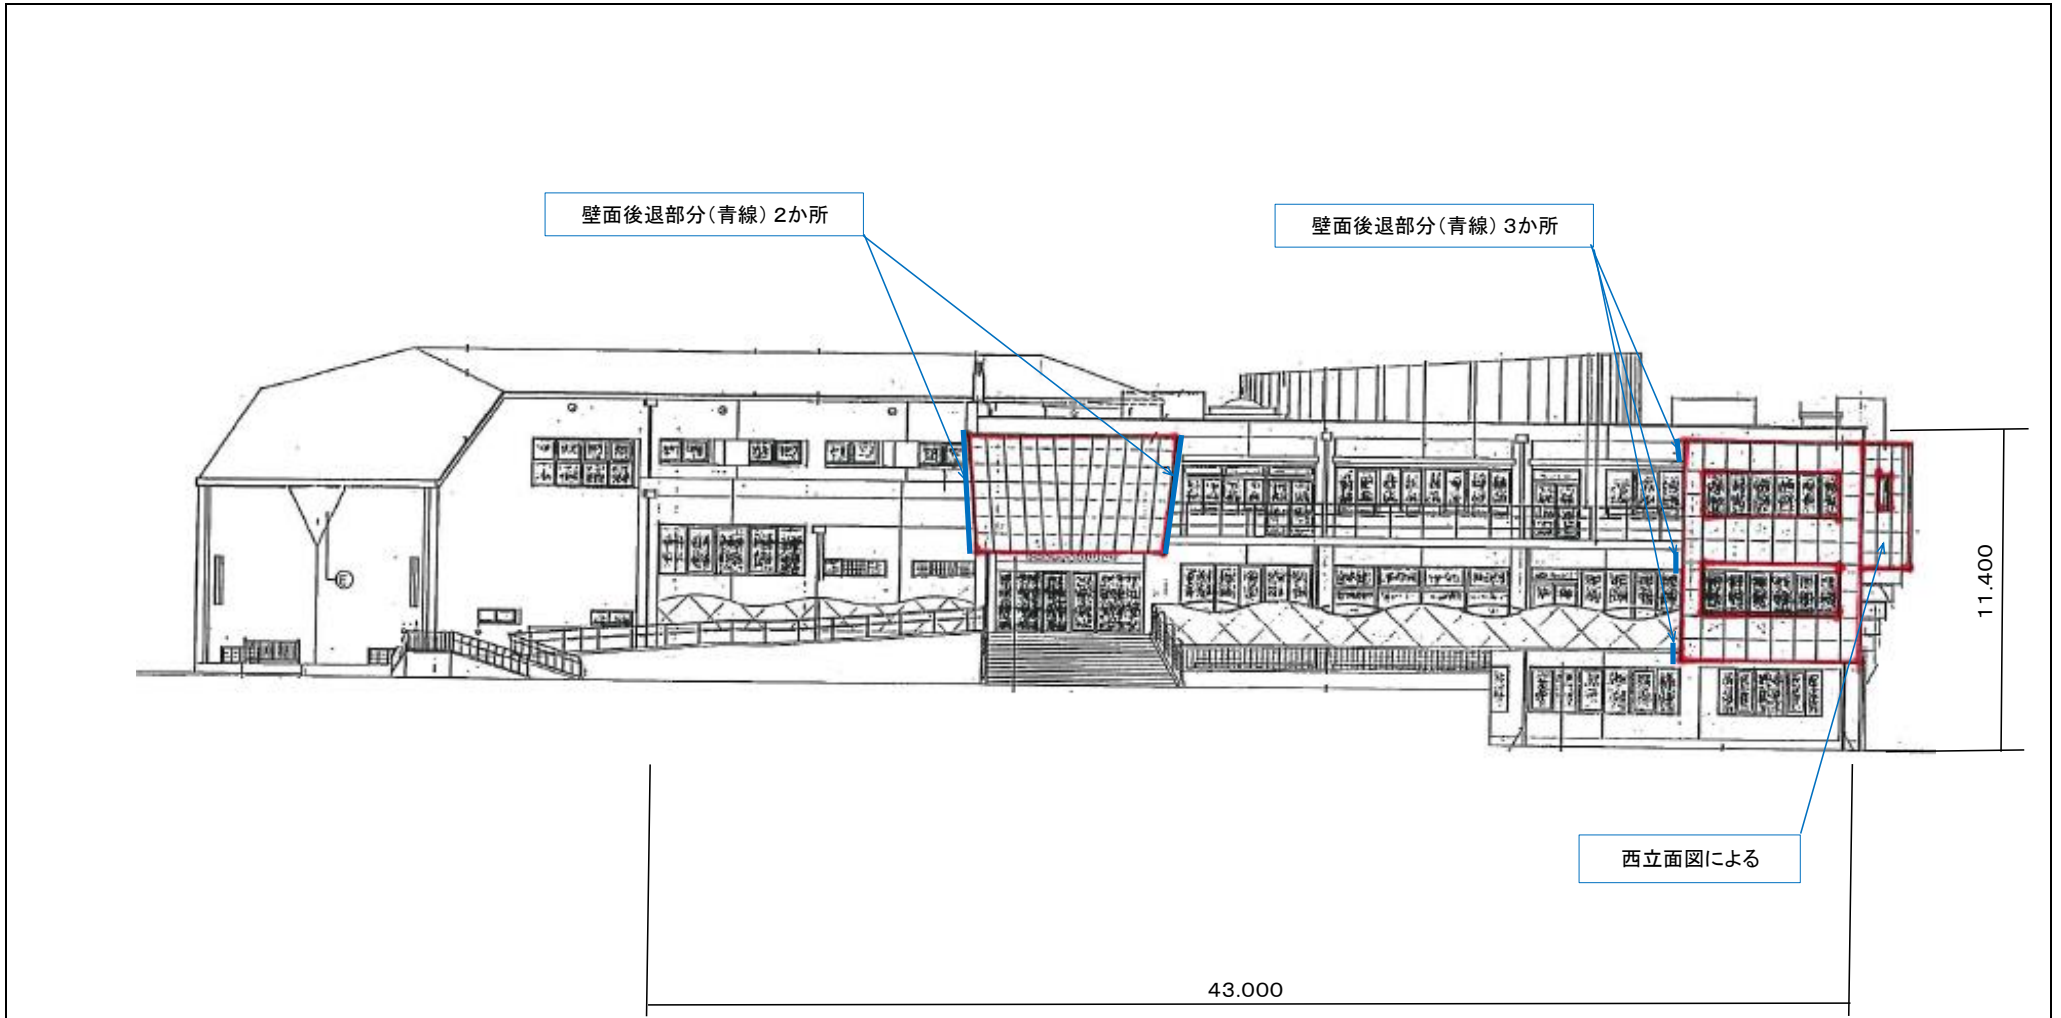 壁面後退部分(青線) 2か所
壁面後退部分(青線) 3か所
11.400
西立面図による
43.000